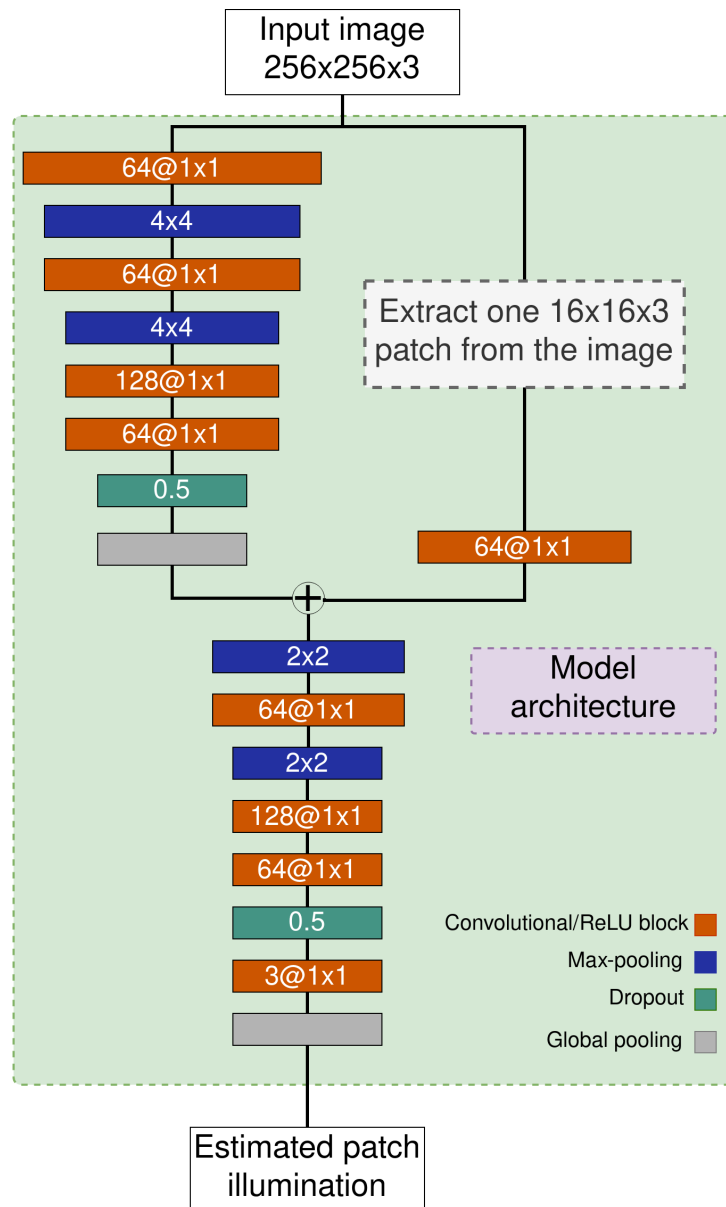 Input image
256x256x3
64@1x1
4x4
64@1x1
4x4
128@1x1
64@1x1
0.5
Extract one 16x16x3
patch from the image
64@1x1
2x2
64@1x1
2x2
128@1x1
64@1x1
0.5
3@1x1
Model
architecture
Convolutional/ReLU block
Max-pooling
Dropout
Global pooling
Estimated patch
illumination